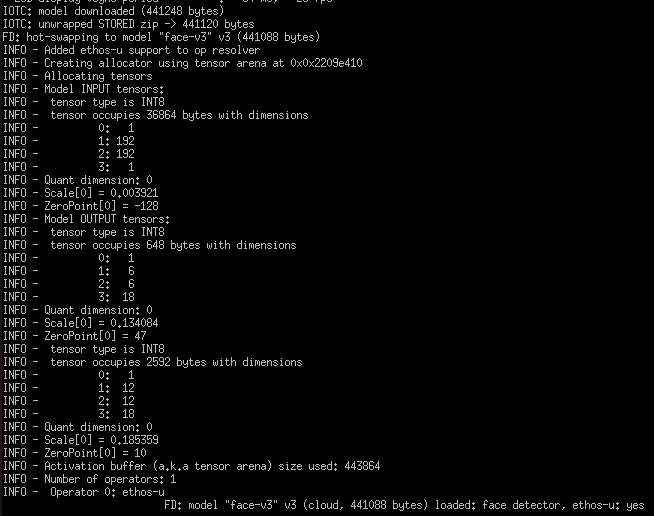 IOTC: model downloaded (441248 bytes)
IOTC: unwrapped STORED zip -> 441120 bytes
FD: hot-swapping to model "face-v3" v3 (441088 bytes)
INFO - Added ethos-u support to op resolver
INFO - Creating allocator using tensor arena at 0x0x2209e410
INFO - Allocating tensors
INFO - Model INPUT tensors:
INFO -  tensor type is INT8
INFO -  tensor occupies 36864 bytes with dimensions
INFO -          0:   1
INFO -          1: 192
INFO -          2: 192
INFO -          3:   1
INFO - Quant dimension: 0
INFO - Scale[0] = 0.003921
INFO - ZeroPoint[0] = -128
INFO - Model OUTPUT tensors:
INFO -  tensor type is INT8
INFO -  tensor occupies 648 bytes with dimensions
INFO -          0:   1
INFO -          1:   6
INFO -          2:   6
INFO -          3:  18
INFO - Quant dimension: 0
INFO - Scale[0] = 0.134084
INFO - ZeroPoint[0] = 47
INFO -  tensor type is INT8
INFO -  tensor occupies 2592 bytes with dimensions
INFO -          0:   1
INFO -          1:  12
INFO -          2:  12
INFO -          3:  18
INFO - Quant dimension: 0
INFO - Scale[0] = 0.185359
INFO - ZeroPoint[0] = 10
INFO - Activation buffer (a.k.a tensor arena) size used: 443864
INFO - Number of operators: 1
INFO -  Operator 0: ethos-u
FD: model "face-v3" v3 (cloud, 441088 bytes) loaded: face detector, ethos-u: yes